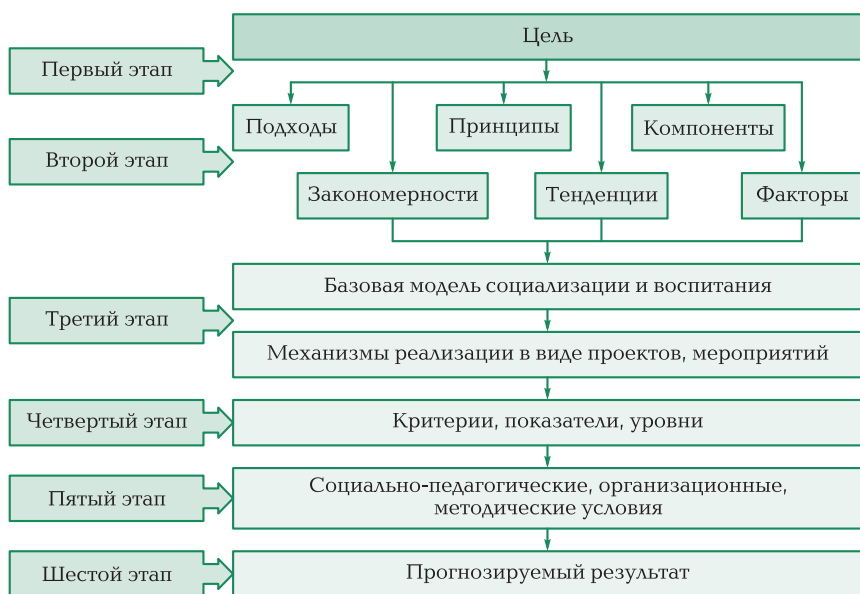 Цель
Первый этап
Подходы
Принципы
Компоненты
Второй этап
Закономерности
Тенденции
Факторы
Базовая модель социализации и воспитания
Третий этап
Механизмы реализации в виде проектов, мероприятий
Четвертый этап
Критерии, показатели, уровни
Пятый этап
Социально-педагогические, организационные,
методические условия
Шестой этап
Прогнозируемый результат